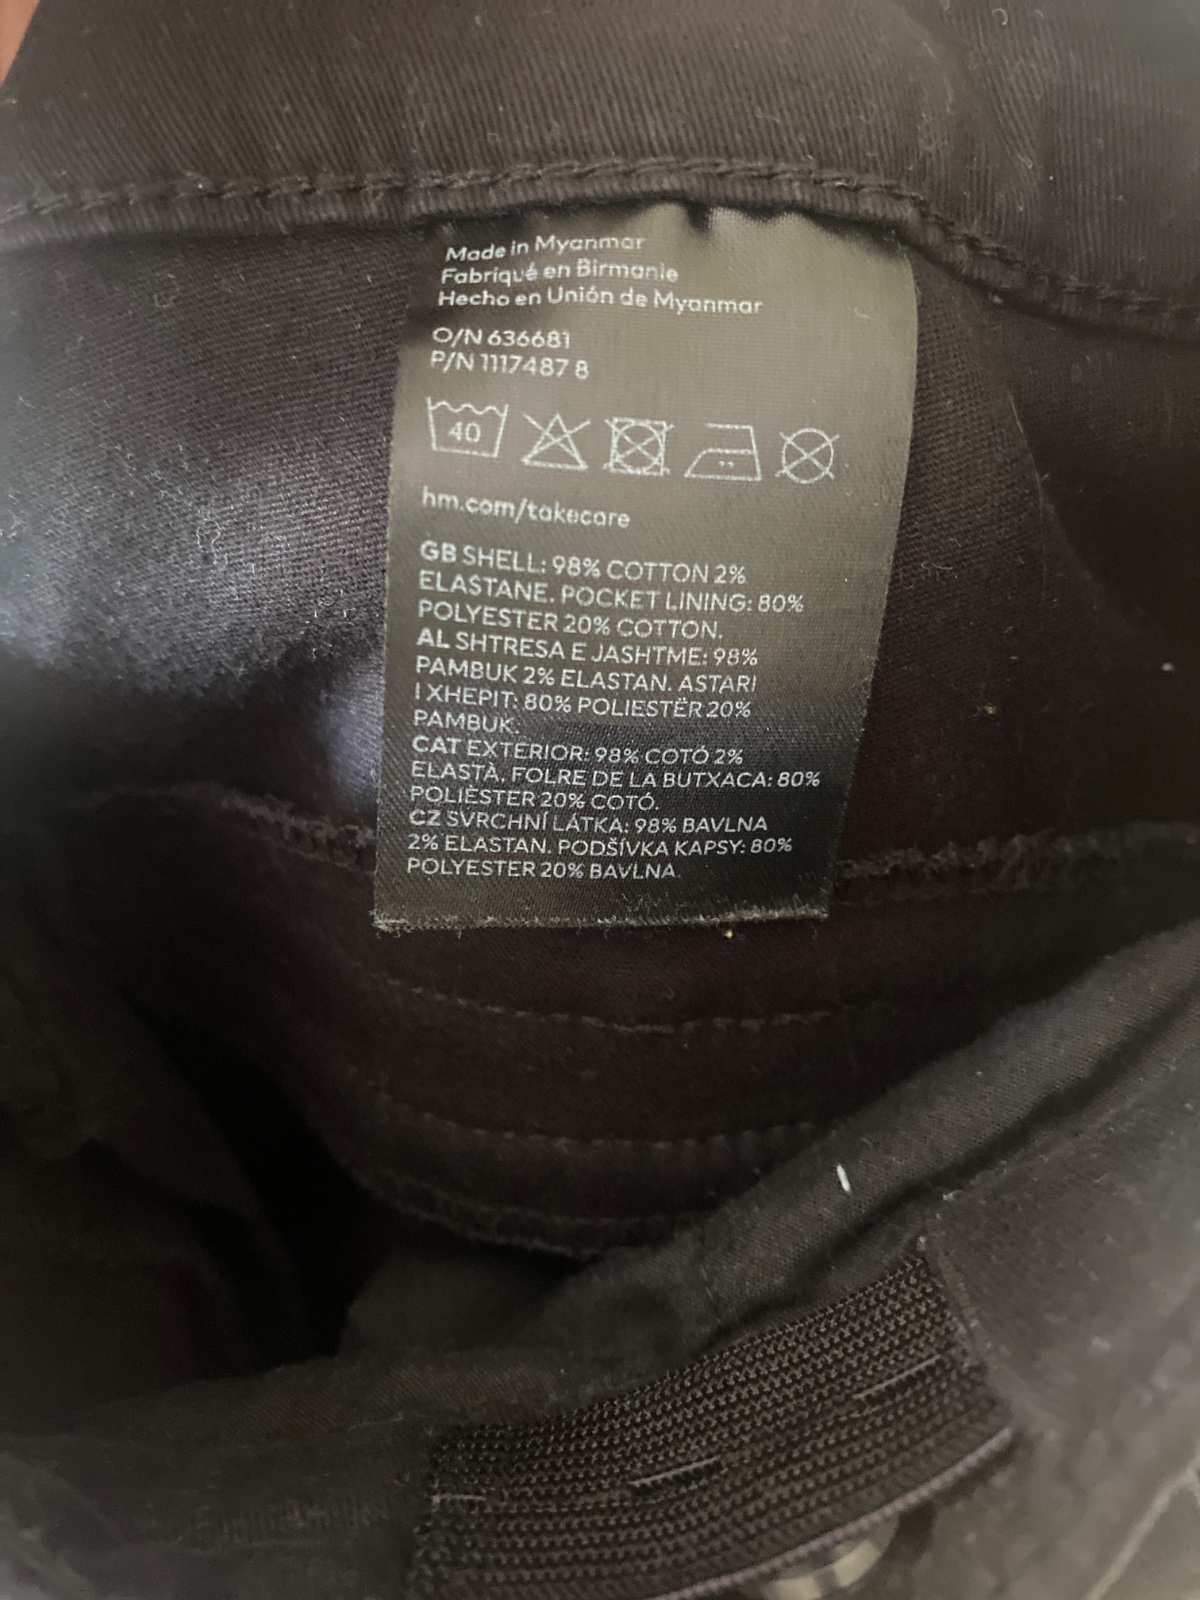 Made in Myanmar
Fabriqué en Birmanie
Hecho en Unión de Myanmar
O/N 636681
P/N 1117487 8
40
hm.com/takecare
GB SHELL: 98% COTTON 2%
ELASTANE. POCKET LINING: 80%
POLYESTER 20% COTTON.
AL SHTRESA E JASHTME: 98%
PAMBUK 2% ELASTAN. ASTARI
I XHEPIT: 80% POLIESTËR 20%
PAMBUK.
CAT EXTERIOR: 98% COTÓ 2%
ELASTÀ. FOLRE DE LA BUTXACA: 80%
POLIÈSTER 20% COTÓ.
CZ SVRCHNÍ LÁTKA: 98% BAVLNA
2% ELASTAN. PODŠÍVKA KAPSY: 80%
POLYESTER 20% BAVLNA.